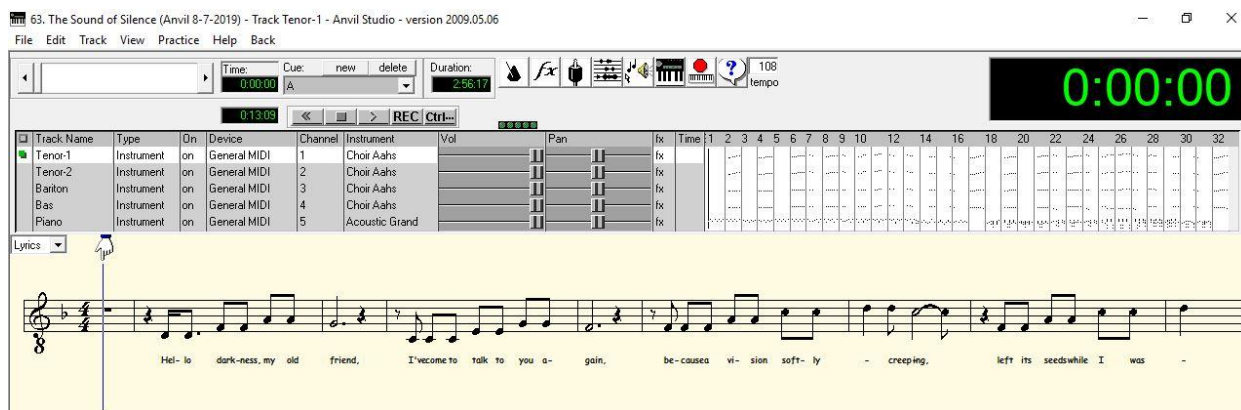 63. The Sound of Silence (Anvil 8-7-2019) - Track Tenor-1 - Anvil Studio - version 2009.05.06
File Edit Track View Practice Help Back
Time: Cue: new delete Duration:
0:00:00 A 2:56:17 fx 108
tempo
0:00:00
0:13:09 REC Ctrl...
Track Name Type On Device Channel Instrument Vol Pan fx Time 1 2 3 4 5 6 7 8 9 10 12 14 16 18 20 22 24 26 28 30 32
Tenor-1 Instrument on General MIDI 1 Choir Aahs fx
Tenor-2 Instrument on General MIDI 2 Choir Aahs fx
Bariton Instrument on General MIDI 3 Choir Aahs fx
Bas Instrument on General MIDI 4 Choir Aahs fx
Piano Instrument on General MIDI 5 Acoustic Grand fx
Lyrics
4
4
8
Hel- lo dark-ness, my old friend, I'vecome to talk to you a- gain, be-causea vi- sion soft- ly - creeping, left its seedswhile I was -